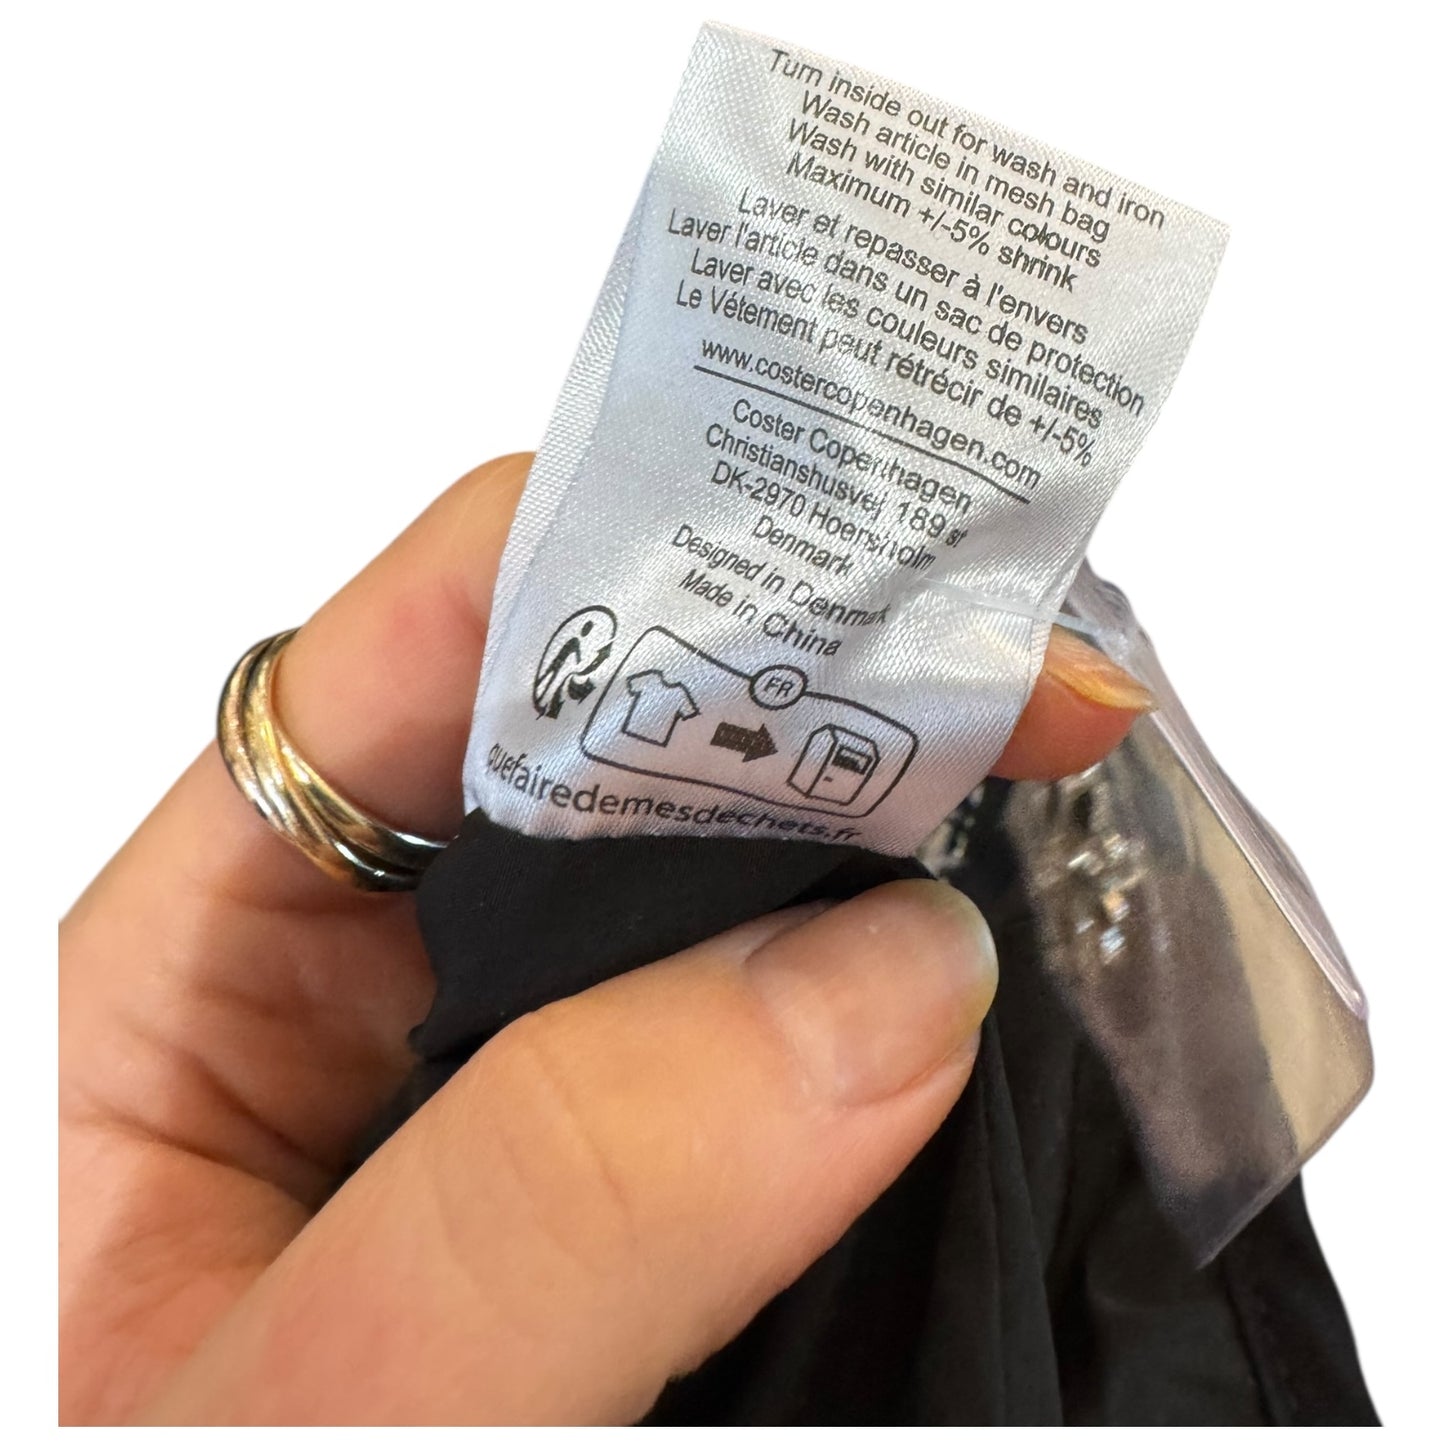 Turn inside out for wash and iron
Wash article in mesh bag
Wash with similar colours
Maximum +/-5% shrink
Laver et repasser à l'envers
Laver l'article dans un sac de protection
Laver avec les couleurs similaires
Le Vétement peut rétrécir de +/-5%
www.costercopenhagen.com
Coster Copenhagen
Christianshusvej 189 st
DK-2970 Hoersholm
Denmark
Designed in Denmark
Made in China
FR
quefairedemesdechets.fr